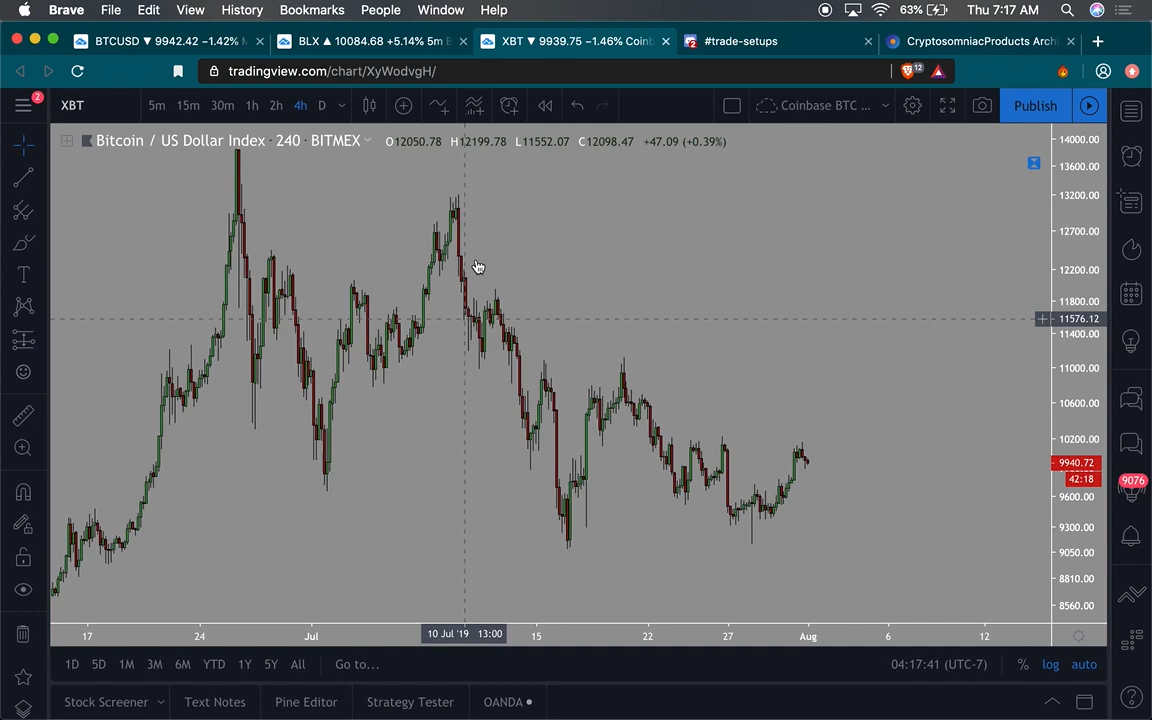 Brave File Edit View History Bookmarks People Window Help 63% Thu 7:17 AM
BTCUSD ▼ 9942.42 −1.42% × BLX ▲ 10084.68 +5.14% 5m × XBT ▼ 9939.75 −1.46% Coinb × #trade-setups × CryptosomniacProducts Arch × +
tradingview.com/chart/XyWodvgH/ 12
2 XBT 5m 15m 30m 1h 2h 4h D Coinbase BTC ... Publish
Bitcoin / US Dollar Index · 240 · BITMEX O12050.78 H12199.78 L11552.07 C12098.47 +47.09 (+0.39%)
14000.00
13600.00
13200.00
12700.00
12200.00
11800.00
11576.12
11400.00
11000.00
10600.00
10200.00
9940.72
42:18
9076
9600.00
9300.00
9050.00
8810.00
8560.00
17 24 Jul 10 Jul '19 13:00 15 22 27 Aug 6 12
1D 5D 1M 3M 6M YTD 1Y 5Y All Go to... 04:17:41 (UTC-7) % log auto
Stock Screener Text Notes Pine Editor Strategy Tester OANDA